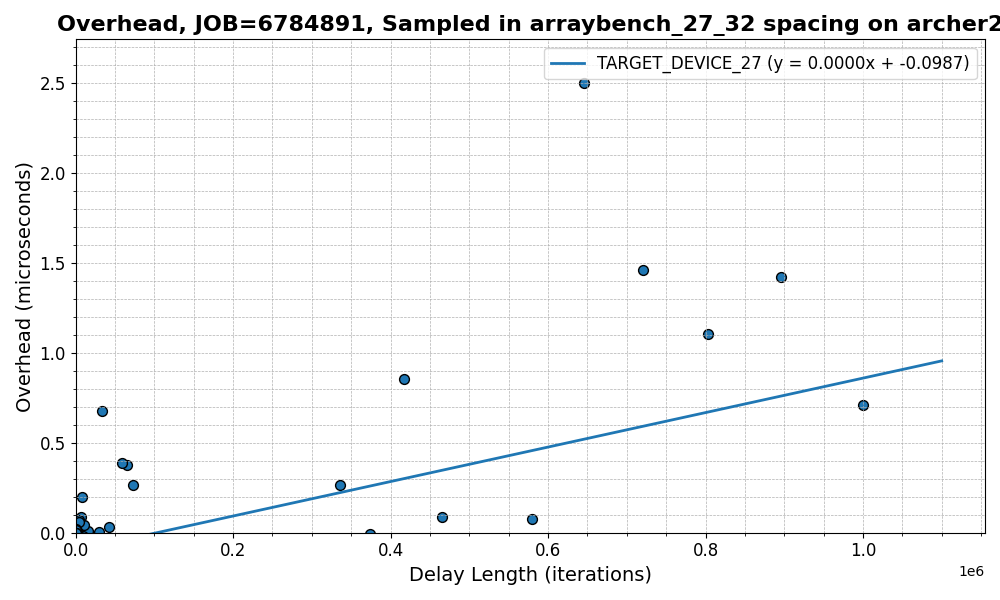 Overhead, JOB=6784891, Sampled in arraybench_27_32 spacing on archer2
TARGET_DEVICE_27 (y = 0.0000x + -0.0987)
Overhead (microseconds)
2.5
2.0
1.5
1.0
0.5
0.0
0.0 0.2 0.4 0.6 0.8 1.0
1e6
Delay Length (iterations)